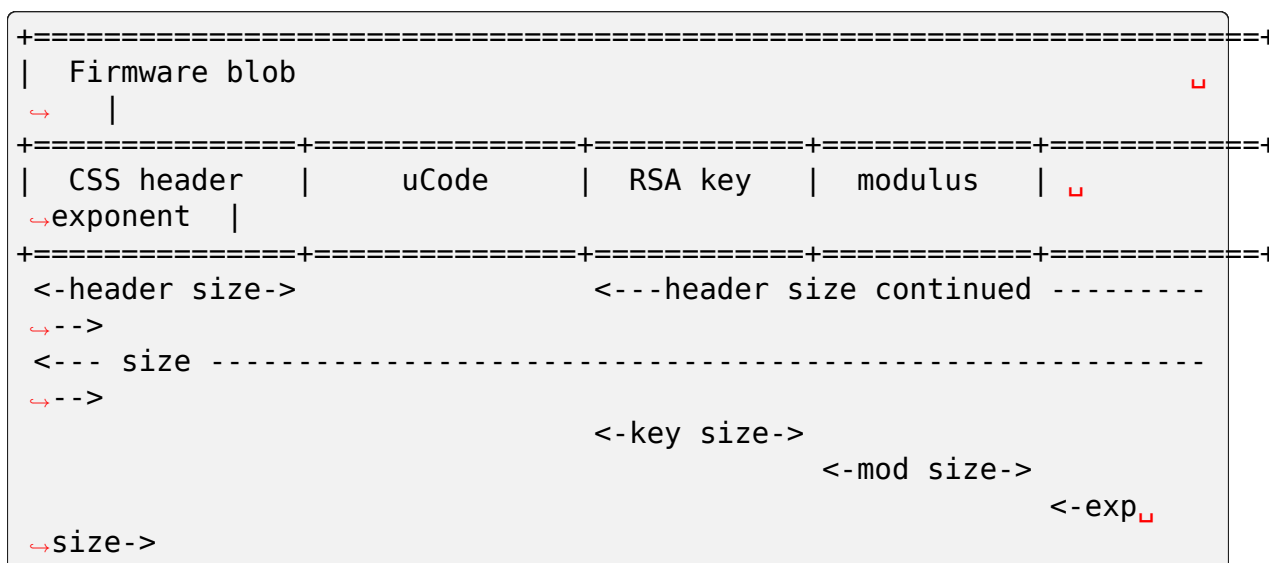 +======================================================================+
|  Firmware blob                                                   ␣
↪    |
+===============+===============+============+============+============+
|  CSS header   |     uCode     |  RSA key   |  modulus   | ␣
↪exponent  |
+===============+===============+============+============+============+
 <-header size->                 <---header size continued ---------
↪-->
 <--- size ---------------------------------------------------------
↪-->
                                 <-key size->
                                              <-mod size->
                                                           <-exp␣
↪size->